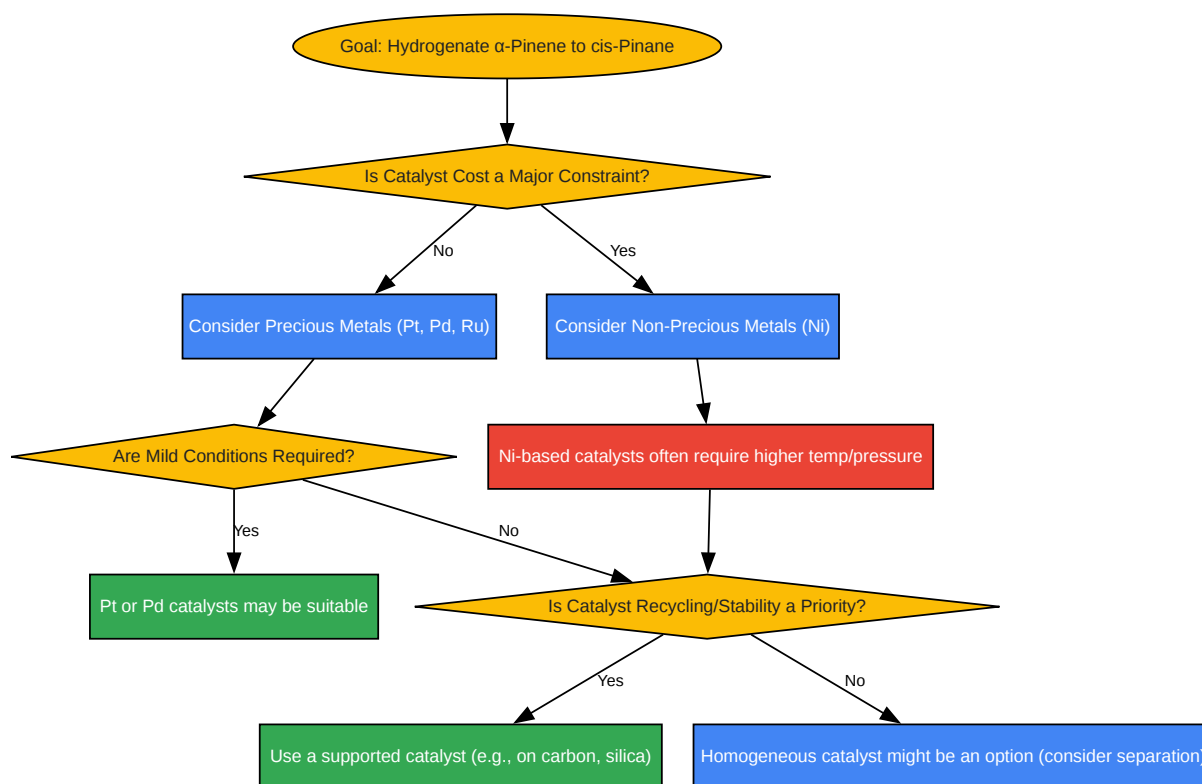 Goal: Hydrogenate α-Pinene to cis-Pinane
Is Catalyst Cost a Major Constraint?
No
Yes
Consider Precious Metals (Pt, Pd, Ru)
Consider Non-Precious Metals (Ni)
Are Mild Conditions Required?
Ni-based catalysts often require higher temp/pressure
Yes
No
Pt or Pd catalysts may be suitable
Is Catalyst Recycling/Stability a Priority?
Yes
No
Use a supported catalyst (e.g., on carbon, silica)
Homogeneous catalyst might be an option (consider separation)